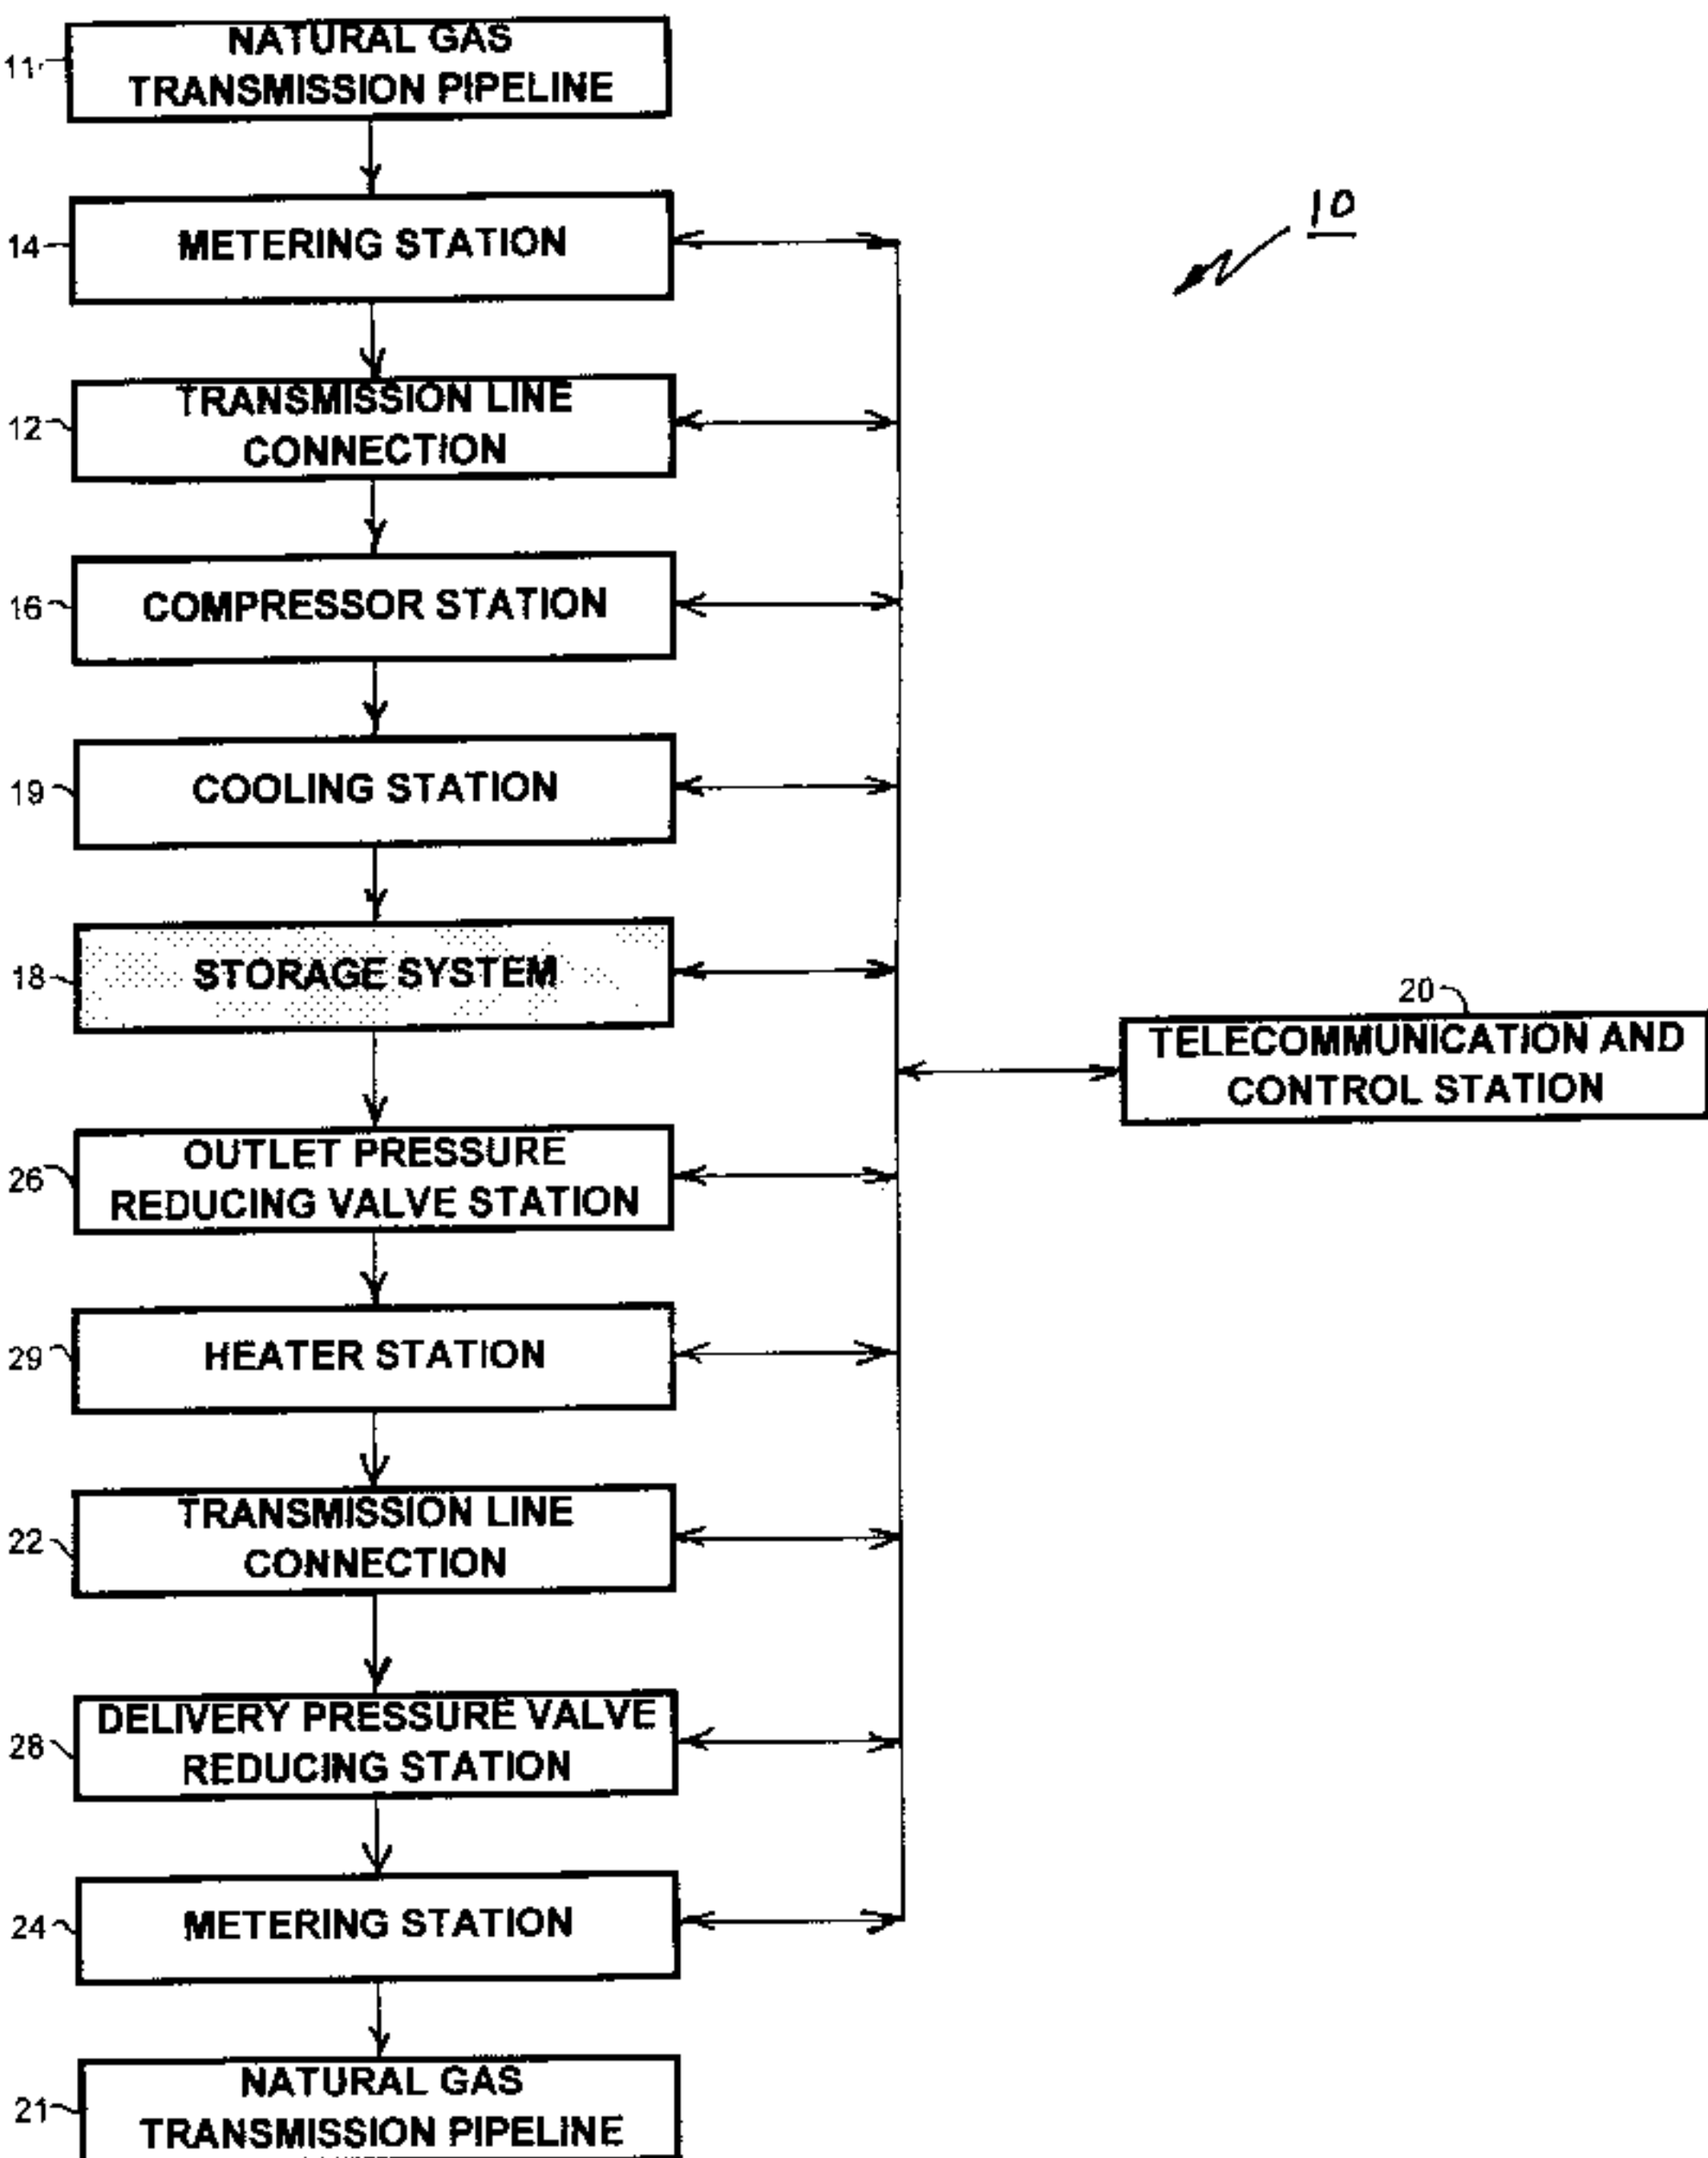 NATURAL GAS
TRANSMISSION PIPELINE
11
METERING STATION
14
10
TRANSMISSION LINE
CONNECTION
12
COMPRESSOR STATION
16
COOLING STATION
19
STORAGE SYSTEM
18
20
TELECOMMUNICATION AND
CONTROL STATION
OUTLET PRESSURE
REDUCING VALVE STATION
26
HEATER STATION
29
TRANSMISSION LINE
CONNECTION
22
DELIVERY PRESSURE VALVE
REDUCING STATION
28
METERING STATION
24
NATURAL GAS
TRANSMISSION PIPELINE
21